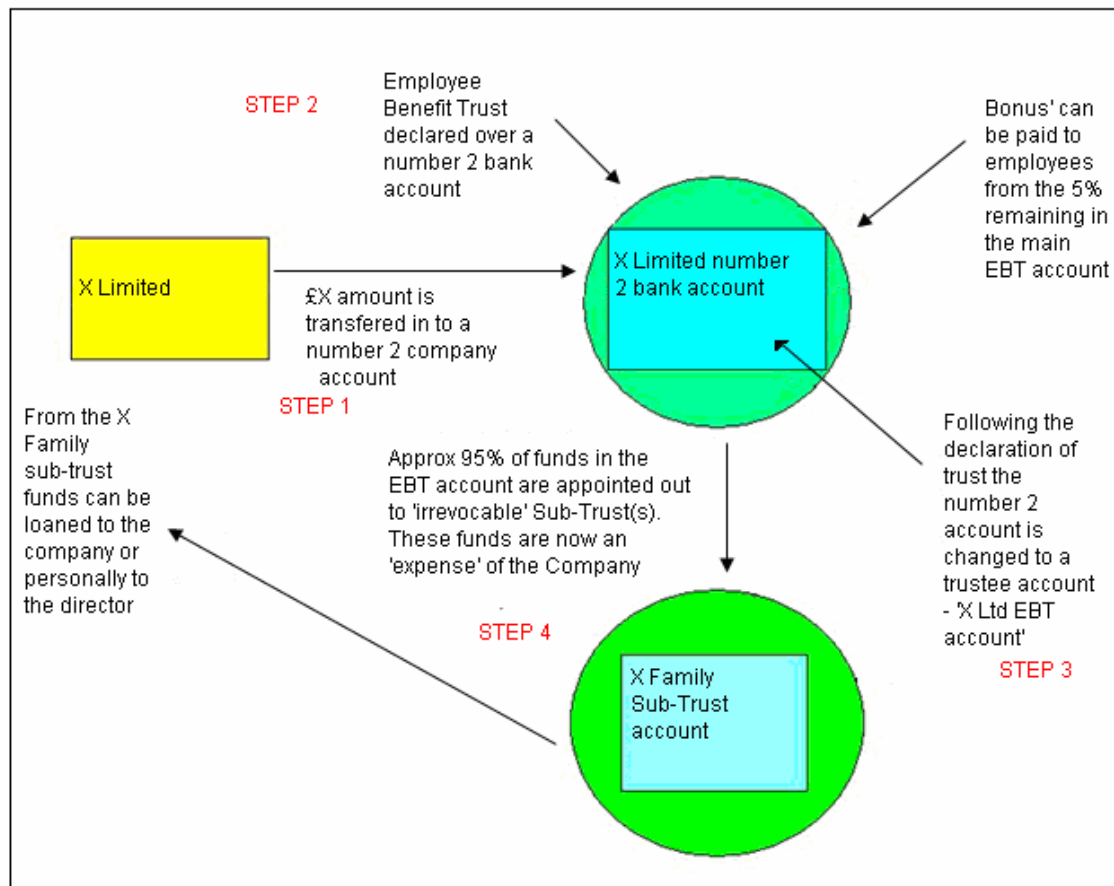 STEP 2
Employee
Benefit Trust
declared over a
number 2 bank
account
Bonus' can
be paid to
employees
from the 5%
remaining in
the main
EBT account
X Limited
£X amount is
transfered in to a
number 2 company
account
STEP 1
X Limited number
2 bank account
From the X
Family
sub-trust
funds can be
loaned to the
company or
personally to
the director
Approx 95% of funds in the
EBT account are appointed out
to 'irrevocable' Sub-Trust(s).
These funds are now an
'expense' of the Company
Following the
declaration of
trust the
number 2
account is
changed to a
trustee account
- 'X Ltd EBT
account'
STEP 3
STEP 4
X Family
Sub-Trust
account